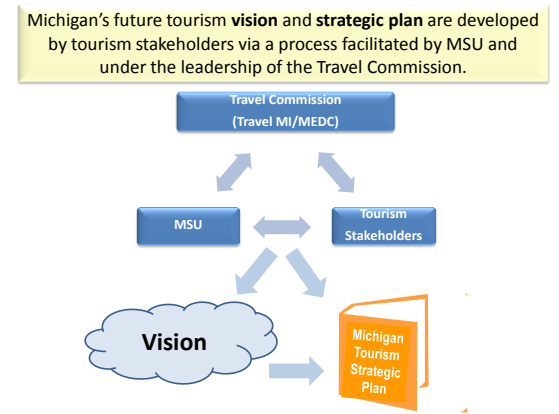 Michigan’s future tourism vision and strategic plan are developed
by tourism stakeholders via a process facilitated by MSU and
under the leadership of the Travel Commission.
Travel Commission
(Travel MI/MEDC)
MSU
Tourism
Stakeholders
Vision
Michigan
Tourism
Strategic
Plan